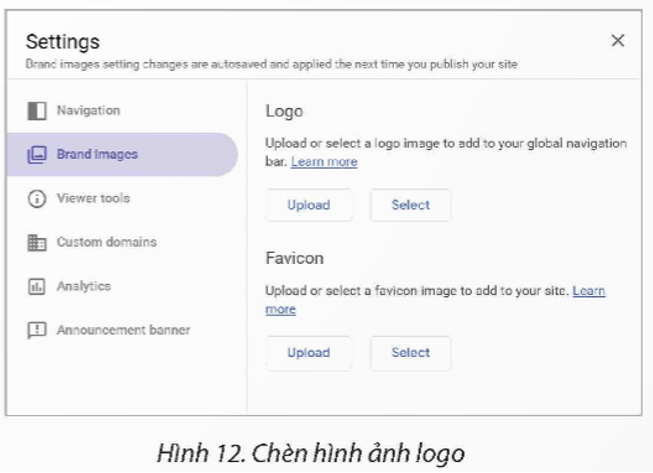 Settings
Brand images setting changes are autosaved and applied the next time you publish your site
Navigation
Brand Images
Viewer tools
Custom domains
Analytics
Announcement banner
Logo
Upload or select a logo image to add to your global navigation
bar. Learn more
Upload
Select
Favicon
Upload or select a favicon image to add to your site. Learn
more
Upload
Select
Hình 12. Chèn hình ảnh logo